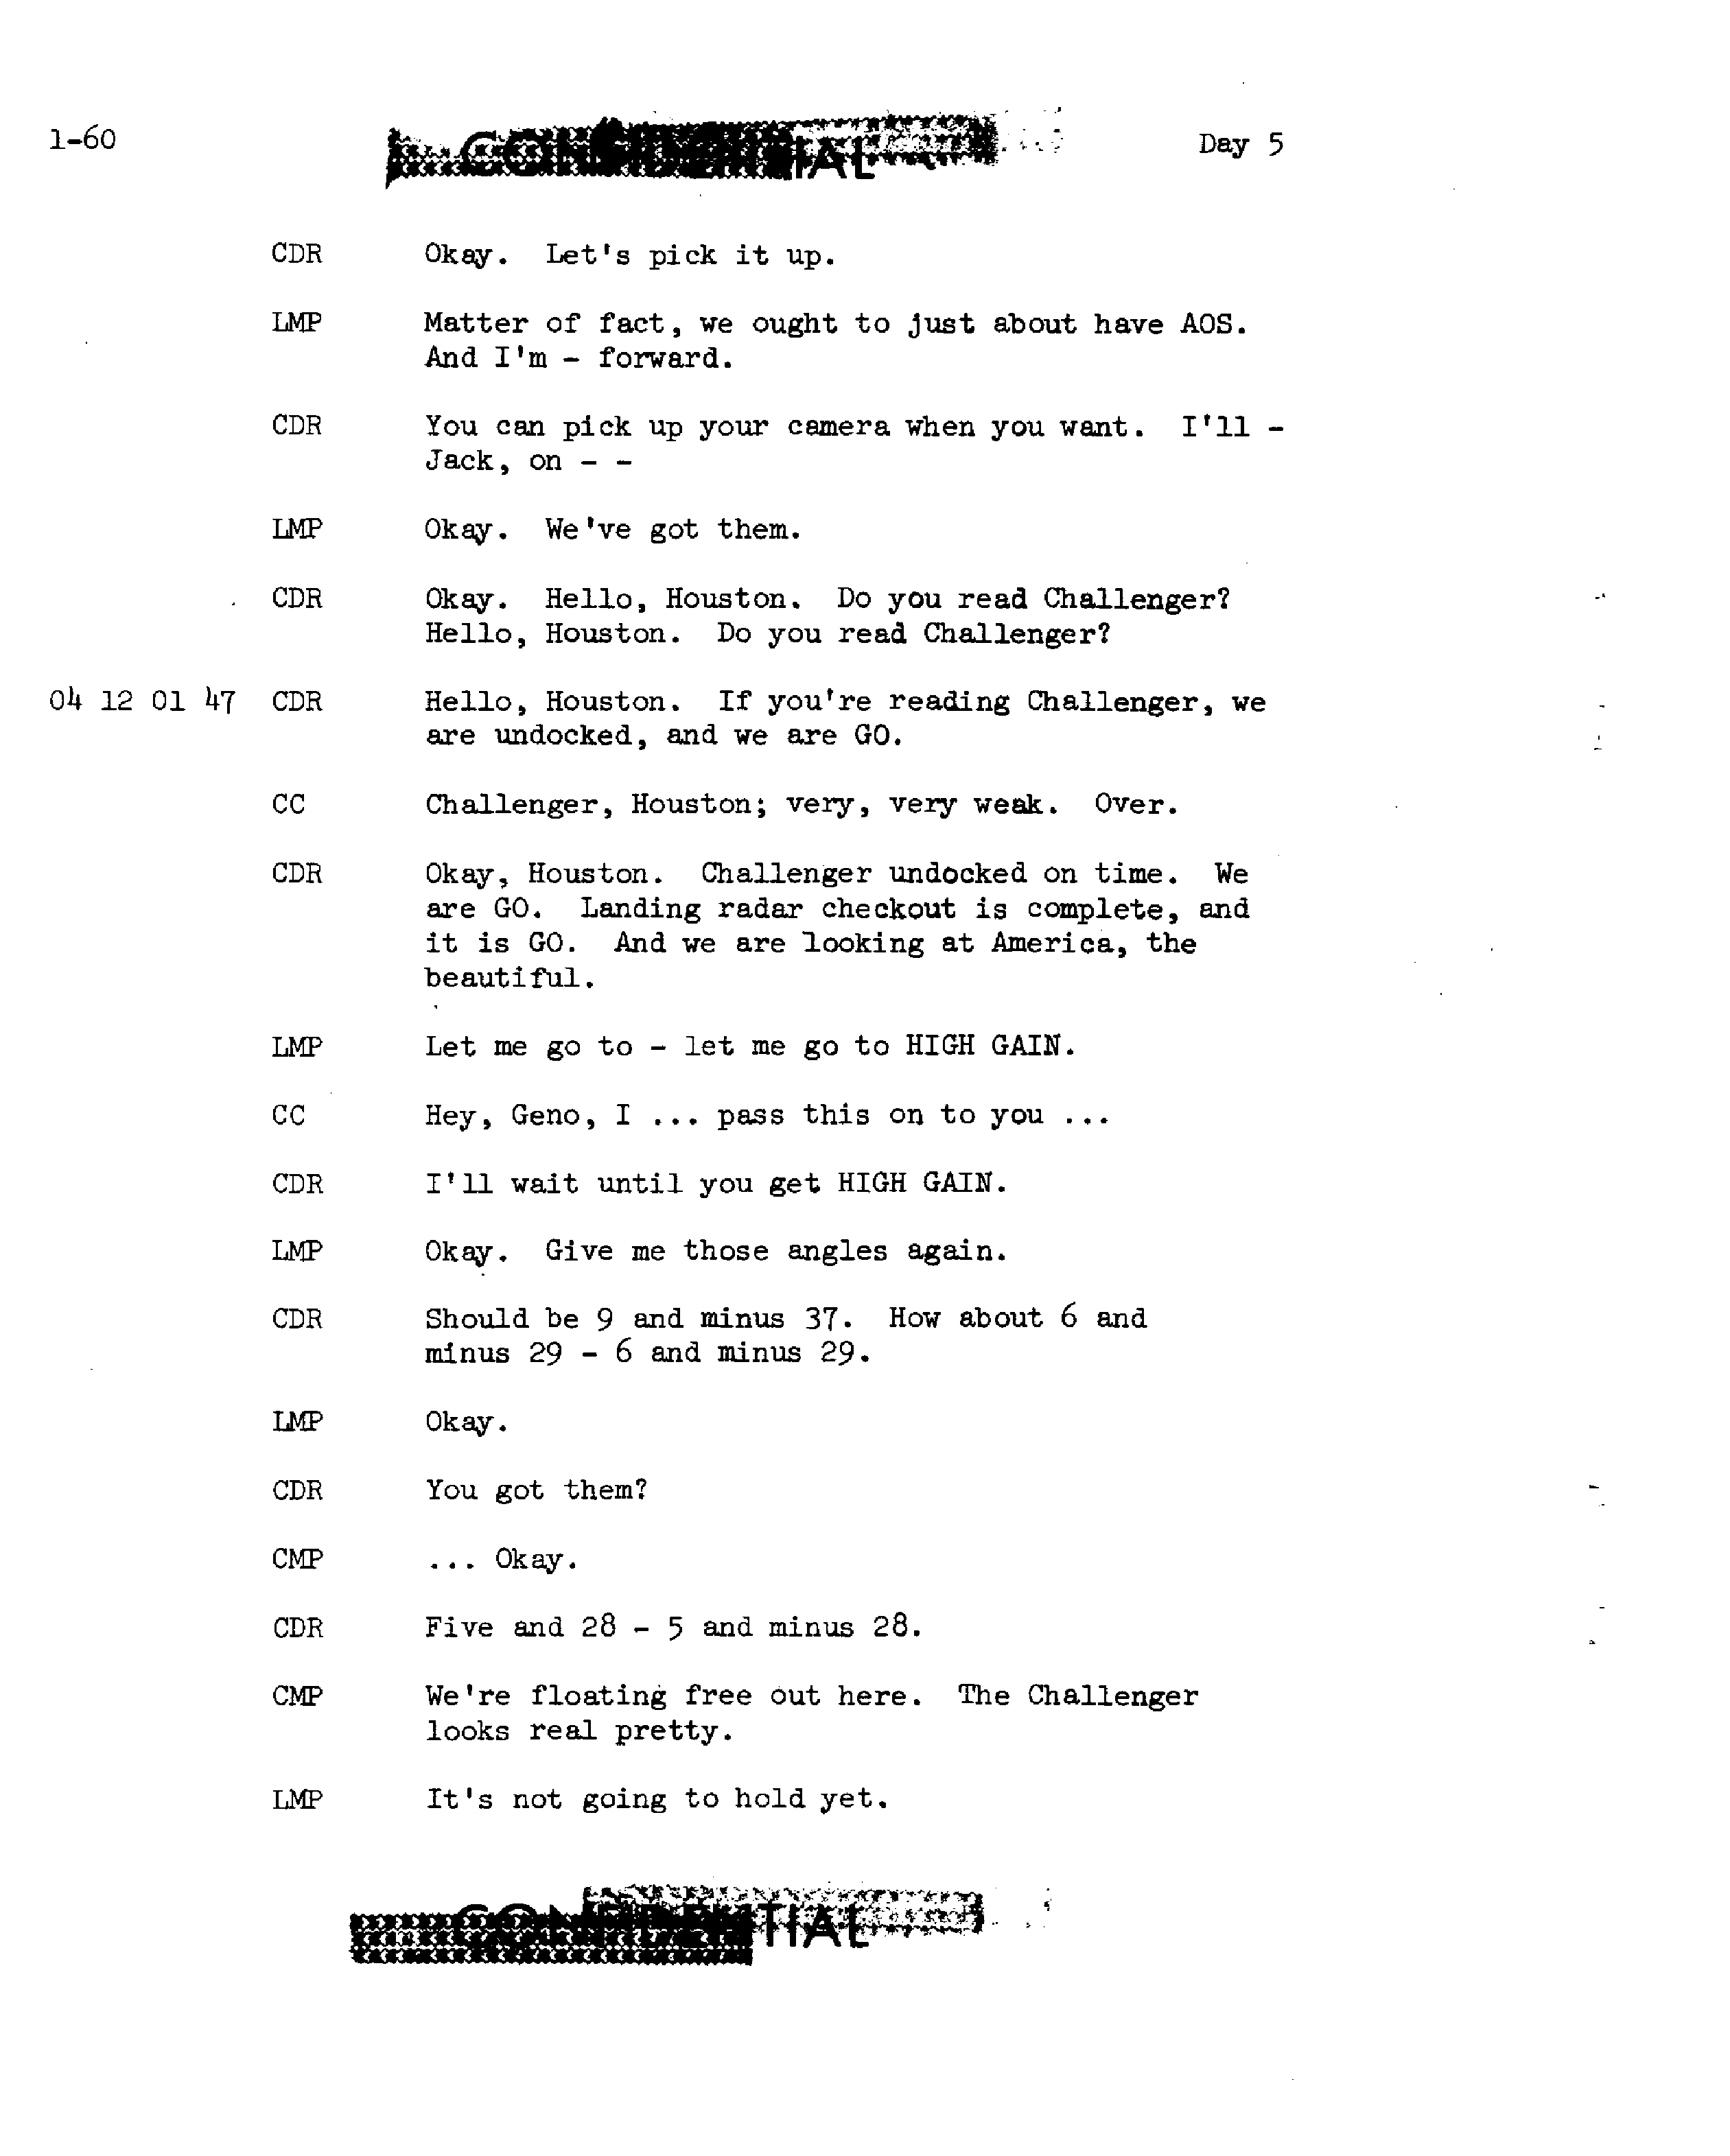 1-60 CONFIDENTIAL Day 5
CDR Okay. Let's pick it up.
LMP Matter of fact, we ought to just about have AOS.
And I'm - forward.
CDR You can pick up your camera when you want. I'll -
Jack, on - -
LMP Okay. We've got them.
CDR Okay. Hello, Houston. Do you read Challenger?
Hello, Houston. Do you read Challenger?
04 12 01 47 CDR Hello, Houston. If you're reading Challenger, we
are undocked, and we are GO.
CC Challenger, Houston; very, very weak. Over.
CDR Okay, Houston. Challenger undocked on time. We
are GO. Landing radar checkout is complete, and
it is GO. And we are looking at America, the
beautiful.
LMP Let me go to - let me go to HIGH GAIN.
CC Hey, Geno, I ... pass this on to you ...
CDR I'll wait until you get HIGH GAIN.
LMP Okay. Give me those angles again.
CDR Should be 9 and minus 37. How about 6 and
minus 29 - 6 and minus 29.
LMP Okay.
CDR You got them?
CMP ... Okay.
CDR Five and 28 - 5 and minus 28.
CMP We're floating free out here. The Challenger
looks real pretty.
LMP It's not going to hold yet.
CONFIDENTIAL